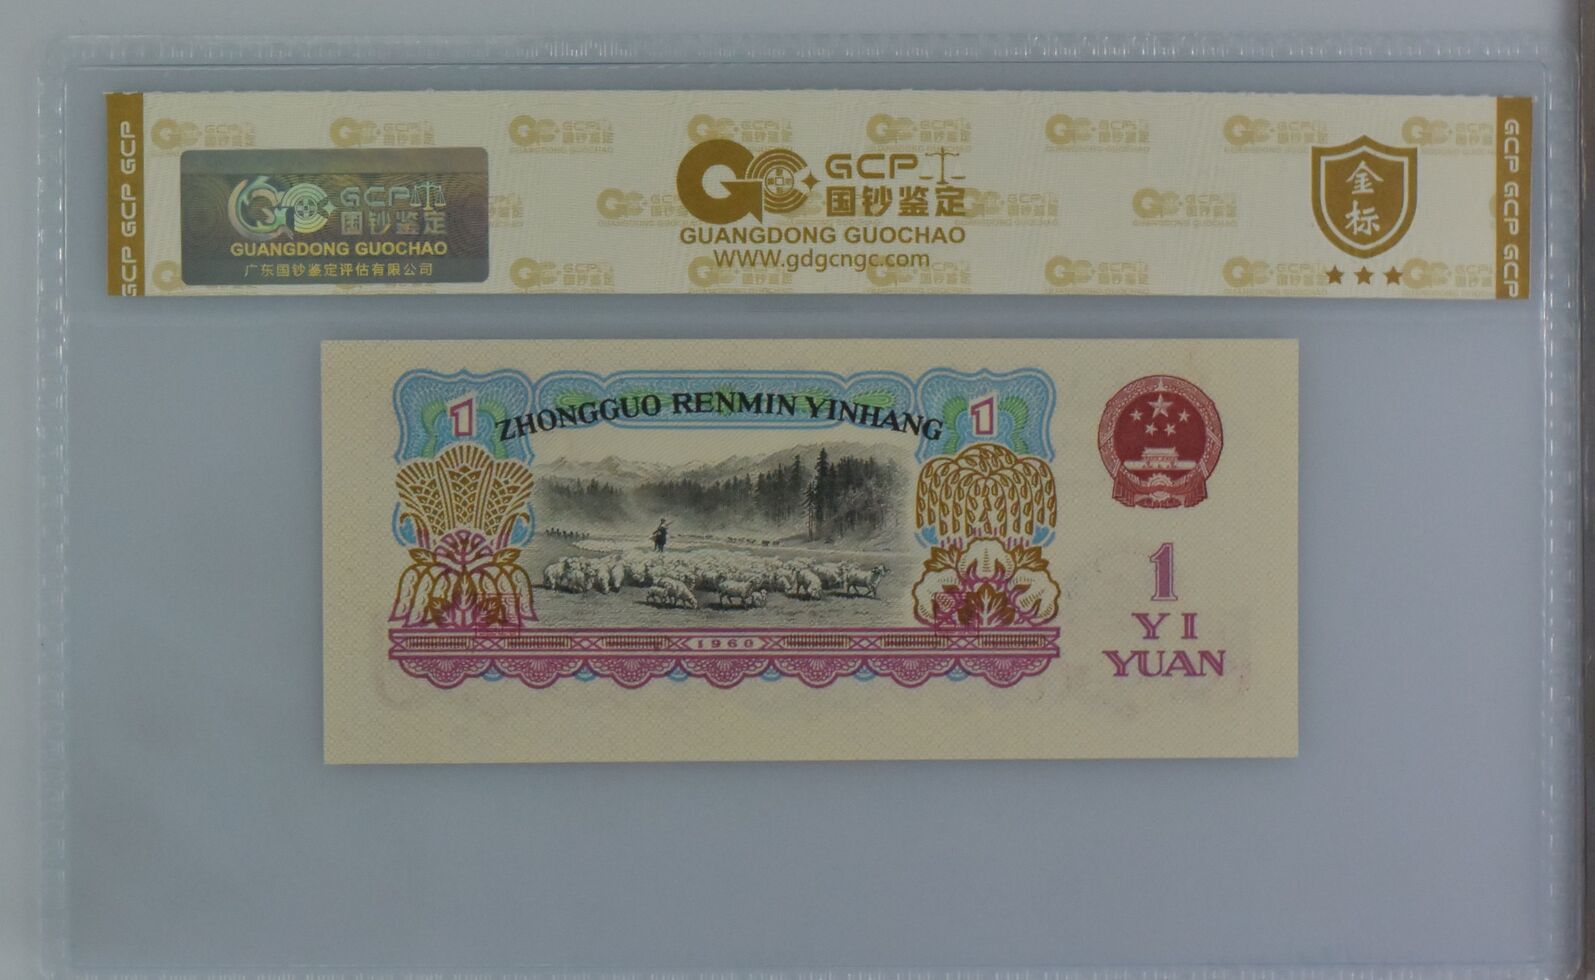 GCP GCP GCP
GCP
国钞鉴定
GUANGDONG GUOCHAO
广东国钞鉴定评估有限公司
GCP
国钞鉴定
GUANGDONG GUOCHAO
WWW.gdgcngc.com
金
标
GCP GCP GCP
1
ZHONGGUO RENMIN YINHANG
1
1960
1
YI
YUAN